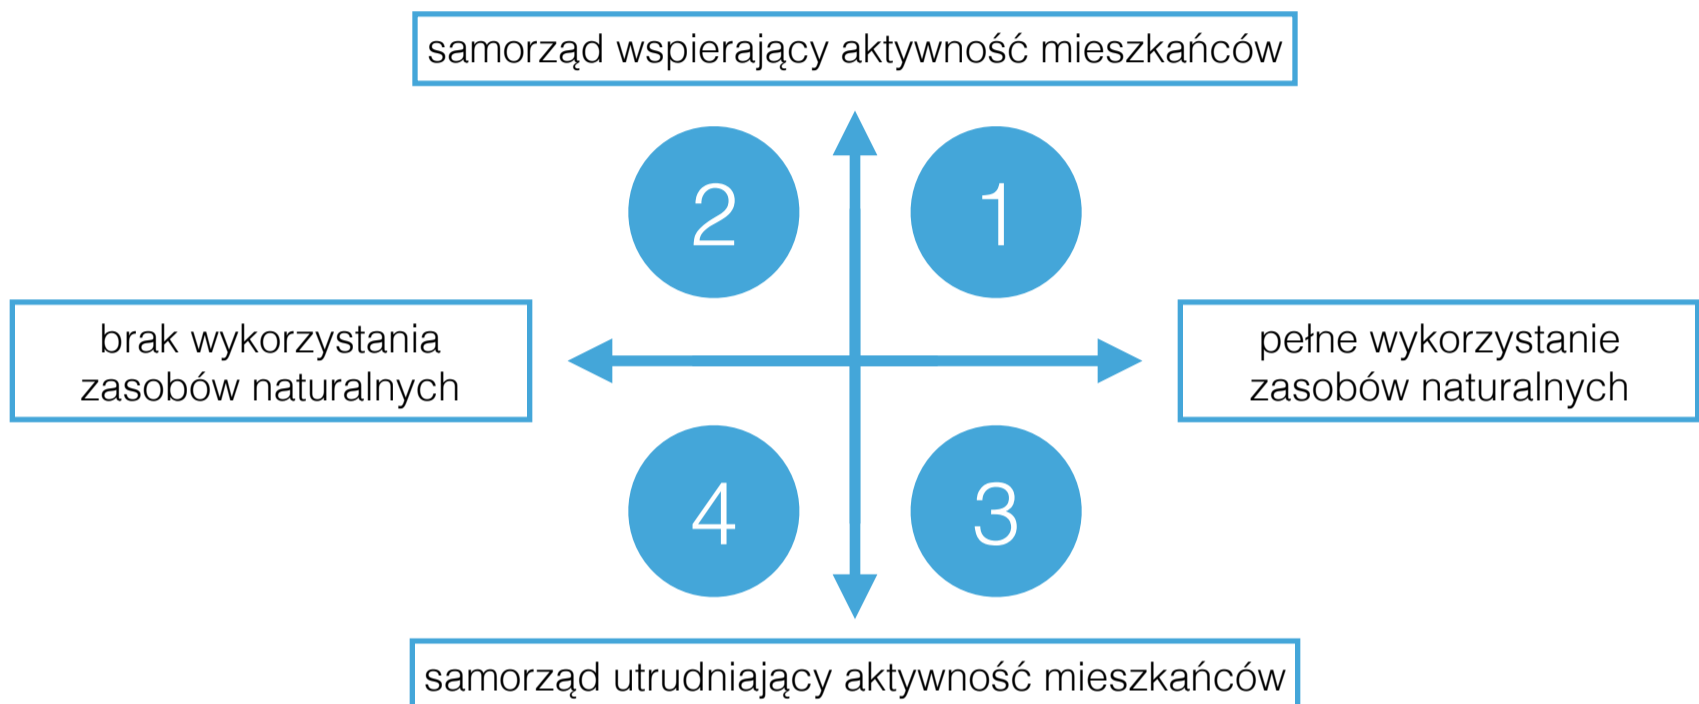 samorząd wspierający aktywność mieszkańców
2
1
brak wykorzystania
zasobów naturalnych
pełne wykorzystanie
zasobów naturalnych
4
3
samorząd utrudniający aktywność mieszkańców